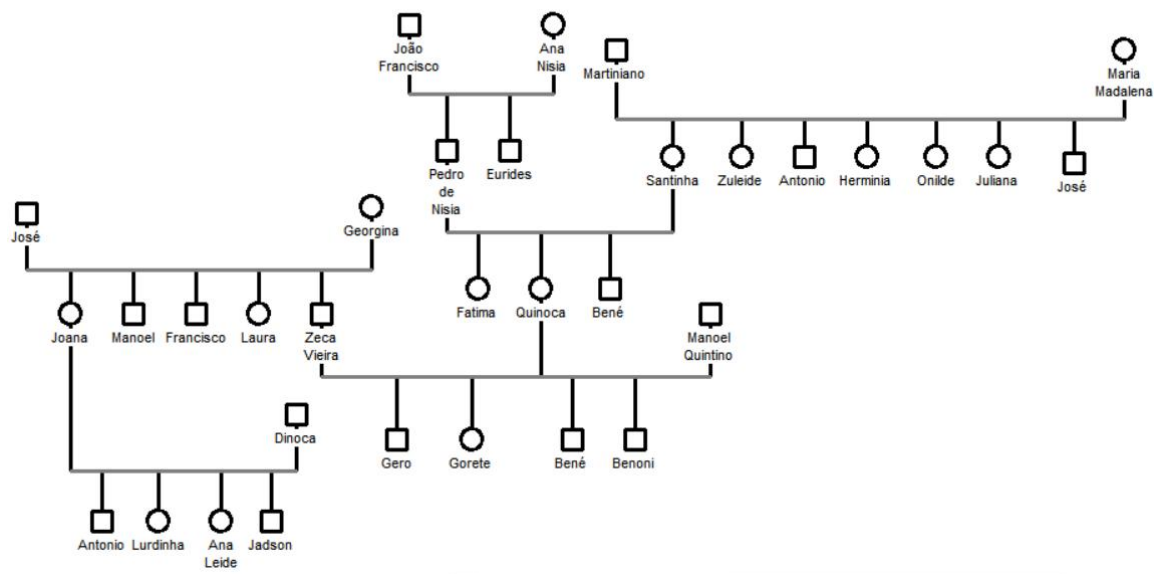 João
Francisco
Ana
Nisia
Martiniano
Maria
Madalena
Pedro
de
Nisia
Eurides
Santinha
Zuleide
Antonio
Herminia
Onilde
Juliana
José
José
Georgina
Fatima
Quinoca
Bené
Joana
Manoel
Francisco
Laura
Zeca
Vieira
Manoel
Quintino
Dinoca
Gero
Gorete
Bené
Benoni
Antonio
Lurdinha
Ana
Leide
Jadson